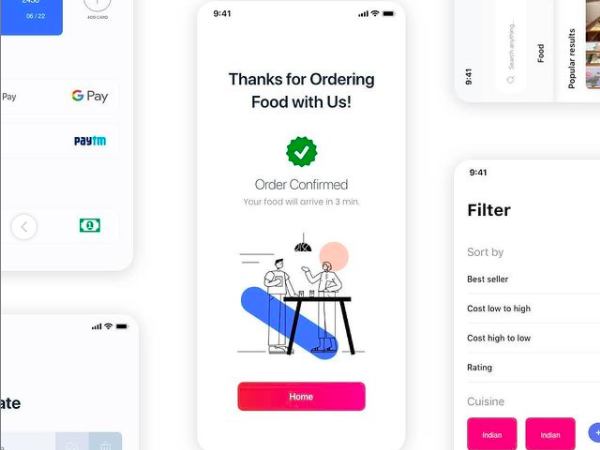 2450
06 / 22
ADD CARD
Pay
G Pay
paytm
1
ate
9:41
Thanks for Ordering
Food with Us!
Order Confirmed
Your food will arrive in 3 min.
Home
9:41
Search anything...
Food
Popular results
9:41
Filter
Sort by
Best seller
Cost low to high
Cost high to low
Rating
Cuisine
Indian
Indian